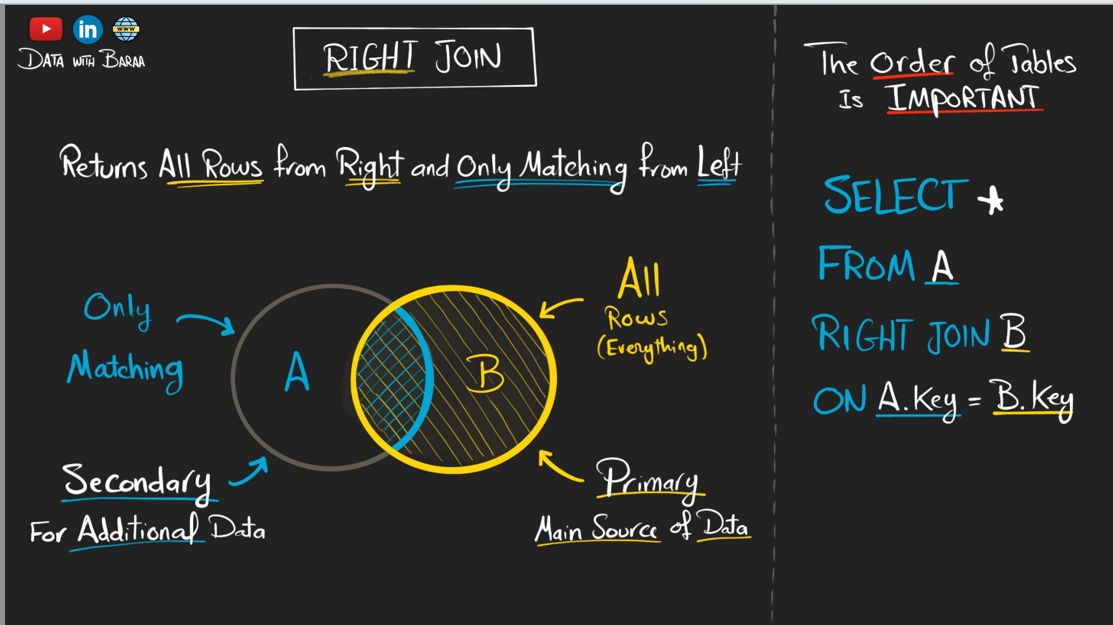 WWW
in
DATA WITH BARAA
RIGHT JOIN
Returns All Rows from Right and Only Matching from Left
Only
Matching
A
B
All
Rows
(Everything)
Secondary
For Additional Data
Primary
Main Source of Data
The Order of Tables
Is IMPORTANT
SELECT *
FROM A
RIGHT JOIN B
ON A.Key = B.Key